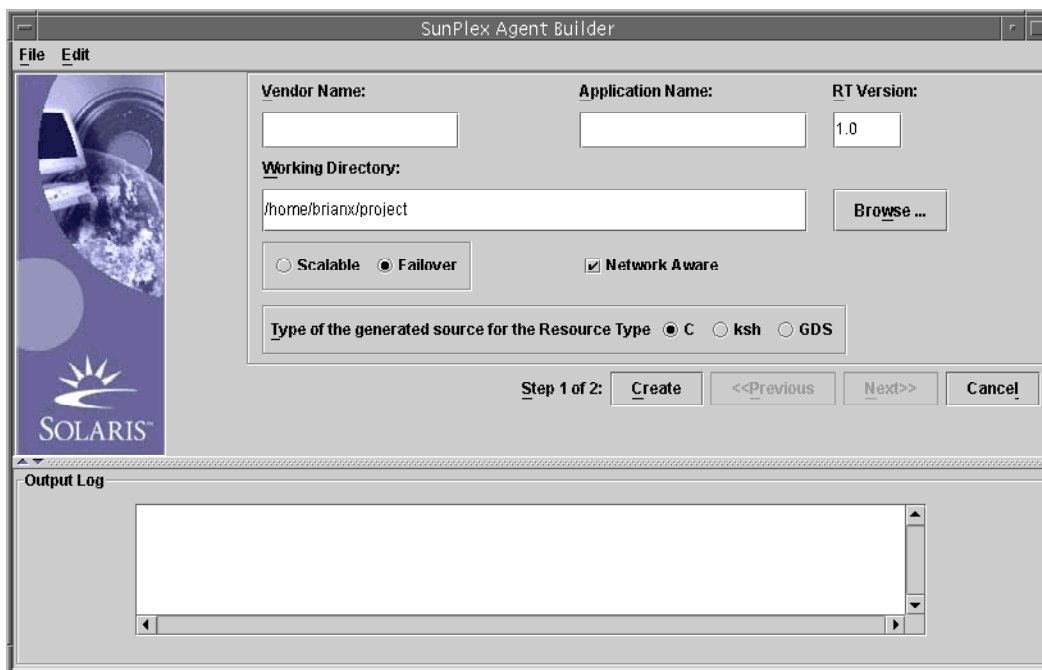 SunPlex Agent Builder
File Edit
Vendor Name: Application Name: RT Version:
1.0
Working Directory:
/home/brianx/project Browse ...
Scalable Failover Network Aware
Type of the generated source for the Resource Type C ksh GDS
Step 1 of 2: Create <<Previous Next>> Cancel
SOLARIS™
Output Log